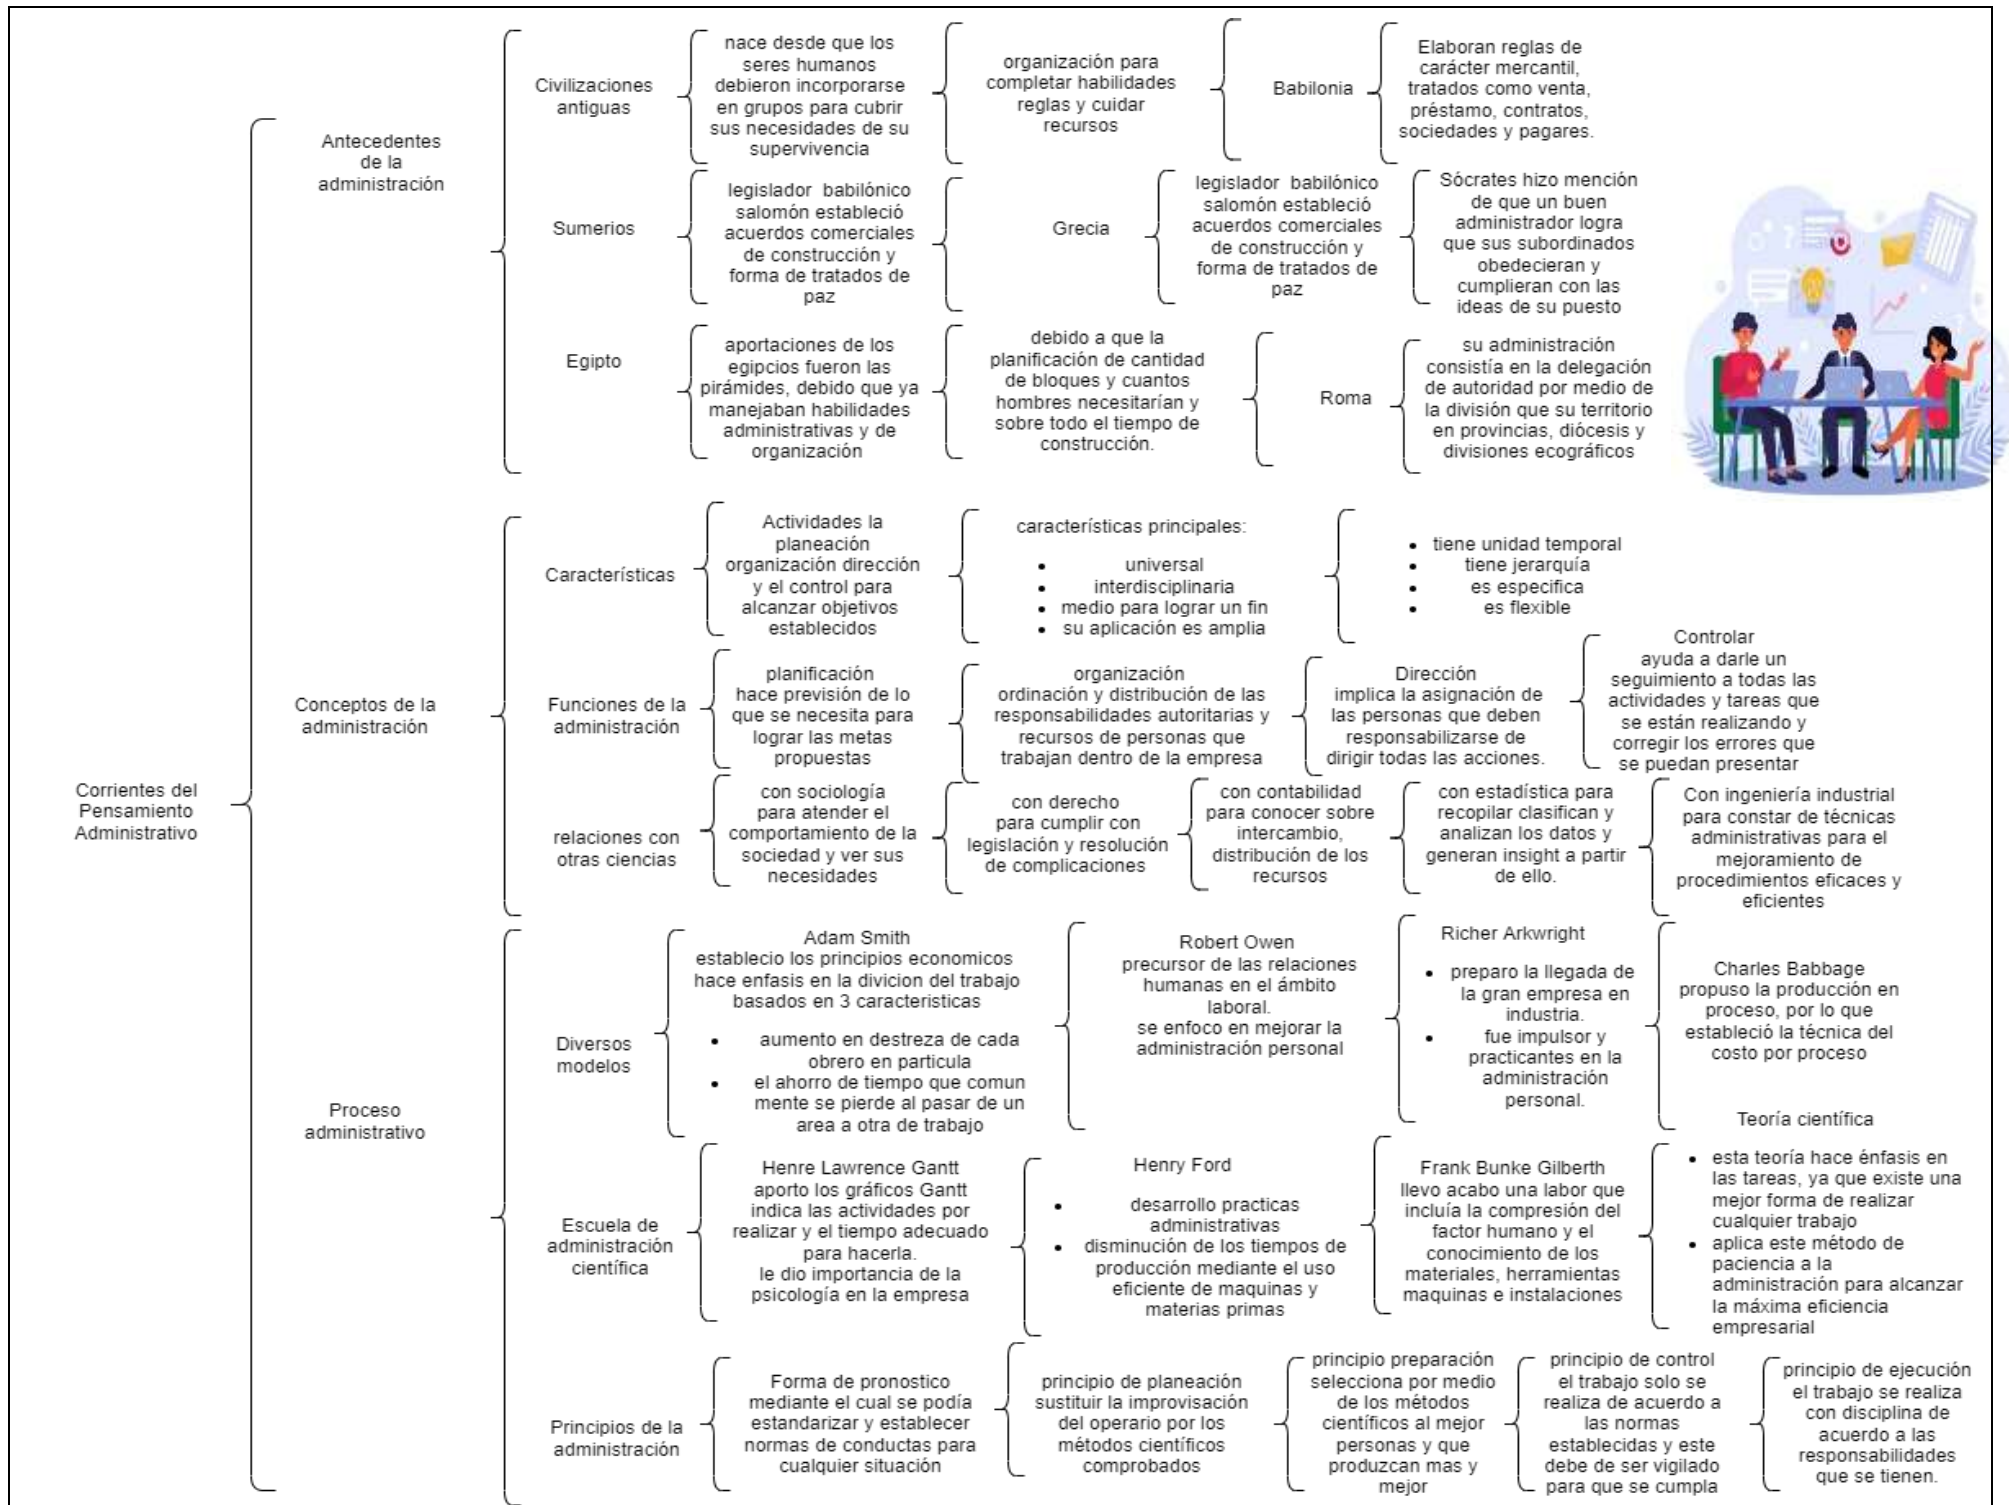 Corrientes del
Pensamiento
Administrativo
Antecedentes
de la
administración
Civilizaciones
antiguas
nace desde que los
seres humanos
debieron incorporarse
en grupos para cubrir
sus necesidades de su
supervivencia
organización para
completar habilidades
reglas y cuidar
recursos
Babilonia
Elaboran reglas de
carácter mercantil,
tratados como venta,
préstamo, contratos,
sociedades y pagares.
Sumerios
legislador babilónico
salomón estableció
acuerdos comerciales
de construcción y
forma de tratados de
paz
Grecia
legislador babilónico
salomón estableció
acuerdos comerciales
de construcción y
forma de tratados de
paz
Sócrates hizo mención
de que un buen
administrador logra
que sus subordinados
obedecieran y
cumplieran con las
ideas de su puesto
Egipto
aportaciones de los
egipcios fueron las
pirámides, debido que ya
manejaban habilidades
administrativas y de
organización
debido a que la
planificación de cantidad
de bloques y cuantos
hombres necesitarían y
sobre todo el tiempo de
construcción.
Roma
su administración
consistía en la delegación
de autoridad por medio de
la división que su territorio
en provincias, diócesis y
divisiones ecográficos
Conceptos de la
administración
Características
Actividades la
planeación
organización dirección
y el control para
alcanzar objetivos
establecidos
características principales:
• universal
• interdisciplinaria
• medio para lograr un fin
• su aplicación es amplia
• tiene unidad temporal
• tiene jerarquía
• es especifica
• es flexible
Funciones de la
administración
planificación
hace previsión de lo
que se necesita para
lograr las metas
propuestas
organización
ordinación y distribución de las
responsabilidades autoritarias y
recursos de personas que
trabajan dentro de la empresa
Dirección
implica la asignación de
las personas que deben
responsabilizarse de
dirigir todas las acciones.
Controlar
ayuda a darle un
seguimiento a todas las
actividades y tareas que
se están realizando y
corregir los errores que
se puedan presentar
relaciones con
otras ciencias
con sociología
para atender el
comportamiento de la
sociedad y ver sus
necesidades
con derecho
para cumplir con
legislación y resolución
de complicaciones
con contabilidad
para conocer sobre
intercambio,
distribución de los
recursos
con estadística para
recopilar clasifican y
analizan los datos y
generan insight a partir
de ello.
Con ingeniería industrial
para constar de técnicas
administrativas para el
mejoramiento de
procedimientos eficaces y
eficientes
Proceso
administrativo
Diversos
modelos
Adam Smith
establecio los principios economicos
hace enfasis en la divicion del trabajo
basados en 3 caracteristicas
• aumento en destreza de cada
obrero en particula
• el ahorro de tiempo que comun
mente se pierde al pasar de un
area a otra de trabajo
Robert Owen
precursor de las relaciones
humanas en el ámbito
laboral.
se enfoco en mejorar la
administración personal
Richer Arkwright
• preparo la llegada de
la gran empresa en
industria.
• fue impulsor y
practicantes en la
administración
personal.
Charles Babbage
propuso la producción en
proceso, por lo que
estableció la técnica del
costo por proceso
Escuela de
administración
científica
Henre Lawrence Gantt
aporto los gráficos Gantt
indica las actividades por
realizar y el tiempo adecuado
para hacerla.
le dio importancia de la
psicología en la empresa
Henry Ford
• desarrollo practicas
administrativas
• disminución de los tiempos de
producción mediante el uso
eficiente de maquinas y
materias primas
Frank Bunke Gilberth
llevo acabo una labor que
incluía la compresión del
factor humano y el
conocimiento de los
materiales, herramientas
maquinas e instalaciones
Teoría científica
• esta teoría hace énfasis en
las tareas, ya que existe una
mejor forma de realizar
cualquier trabajo
• aplica este método de
paciencia a la
administración para alcanzar
la máxima eficiencia
empresarial
Principios de la
administración
Forma de pronostico
mediante el cual se podía
estandarizar y establecer
normas de conductas para
cualquier situación
principio de planeación
sustituir la improvisación
del operario por los
métodos científicos
comprobados
principio preparación
selecciona por medio
de los métodos
científicos al mejor
personas y que
produzcan mas y
mejor
principio de control
el trabajo solo se
realiza de acuerdo a
las normas
establecidas y este
debe de ser vigilado
para que se cumpla
principio de ejecución
el trabajo se realiza
con disciplina de
acuerdo a las
responsabilidades
que se tienen.